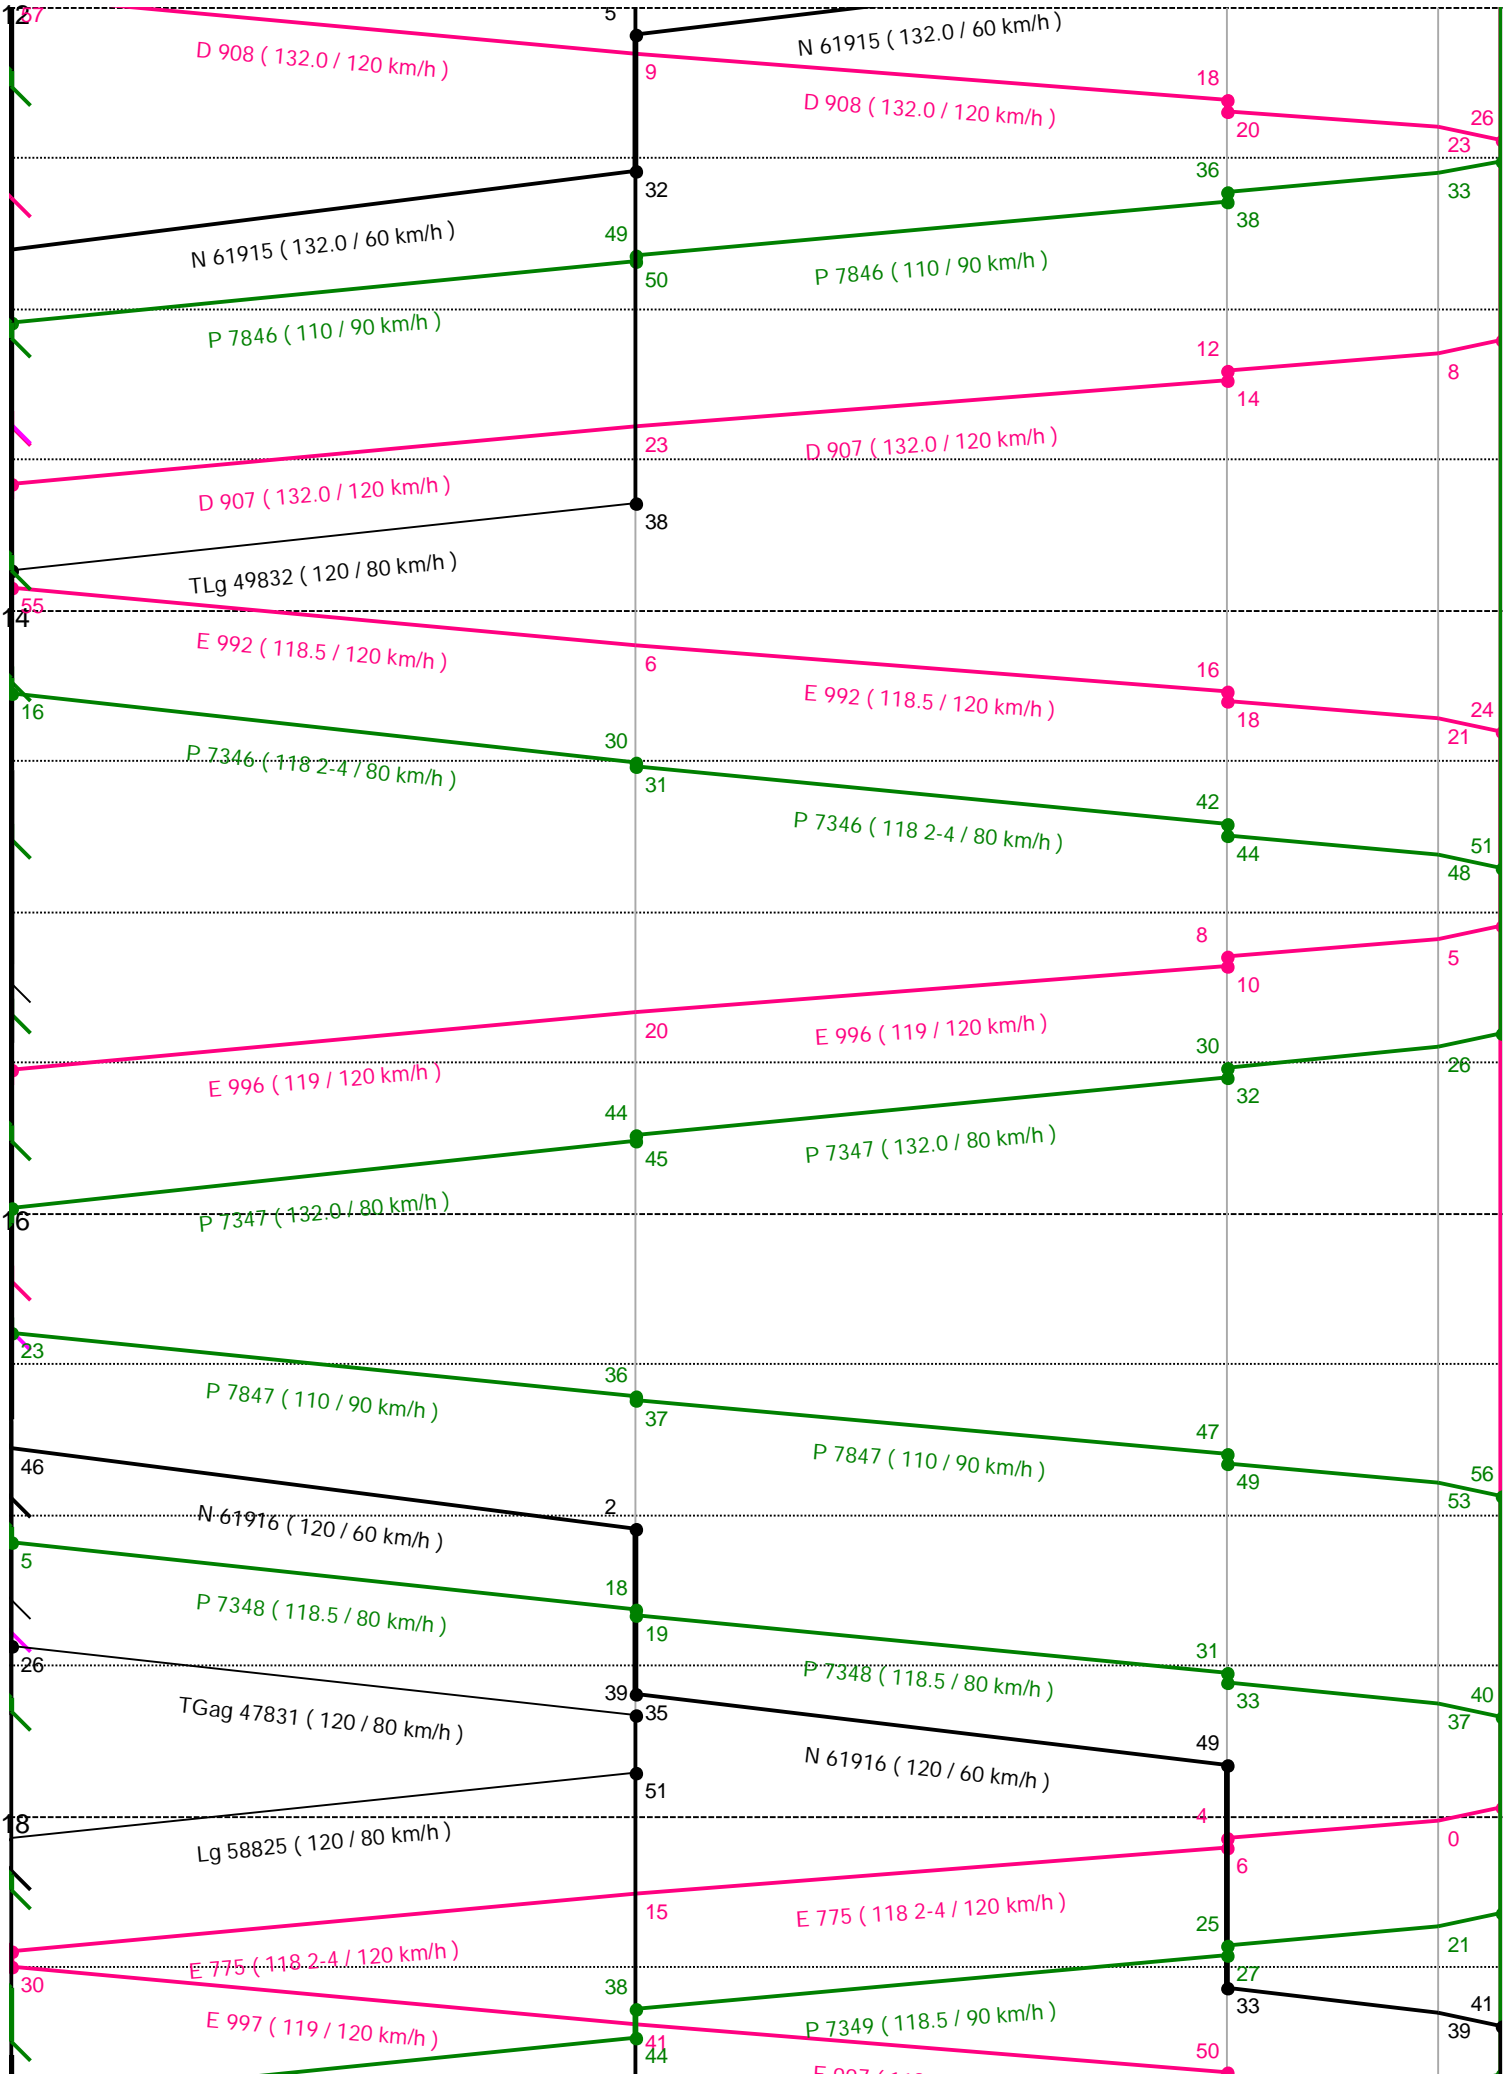 12
57
5
N 61915 ( 132.0 / 60 km/h )
D 908 ( 132.0 / 120 km/h )
9
18
D 908 ( 132.0 / 120 km/h )
20
26
23
36
32
33
38
N 61915 ( 132.0 / 60 km/h )
49
50
P 7846 ( 110 / 90 km/h )
P 7846 ( 110 / 90 km/h )
12
8
14
23
D 907 ( 132.0 / 120 km/h )
D 907 ( 132.0 / 120 km/h )
38
TLg 49832 ( 120 / 80 km/h )
55
14
E 992 ( 118.5 / 120 km/h )
6
16
E 992 ( 118.5 / 120 km/h )
18
24
21
16
30
P 7346 ( 118 2-4 / 80 km/h )
31
42
P 7346 ( 118 2-4 / 80 km/h )
44
51
48
8
5
10
20
E 996 ( 119 / 120 km/h )
30
26
E 996 ( 119 / 120 km/h )
32
44
45
P 7347 ( 132.0 / 80 km/h )
P 7347 ( 132.0 / 80 km/h )
16
23
36
P 7847 ( 110 / 90 km/h )
37
47
46
P 7847 ( 110 / 90 km/h )
49
56
53
2
N 61916 ( 120 / 60 km/h )
5
18
P 7348 ( 118.5 / 80 km/h )
19
31
26
P 7348 ( 118.5 / 80 km/h )
33
40
39
35
37
TGag 47831 ( 120 / 80 km/h )
49
N 61916 ( 120 / 60 km/h )
51
4
18
Lg 58825 ( 120 / 80 km/h )
0
6
15
E 775 ( 118 2-4 / 120 km/h )
25
21
E 775 ( 118 2-4 / 120 km/h )
27
30
38
33
41
E 997 ( 119 / 120 km/h )
P 7349 ( 118.5 / 90 km/h )
39
41
44
50